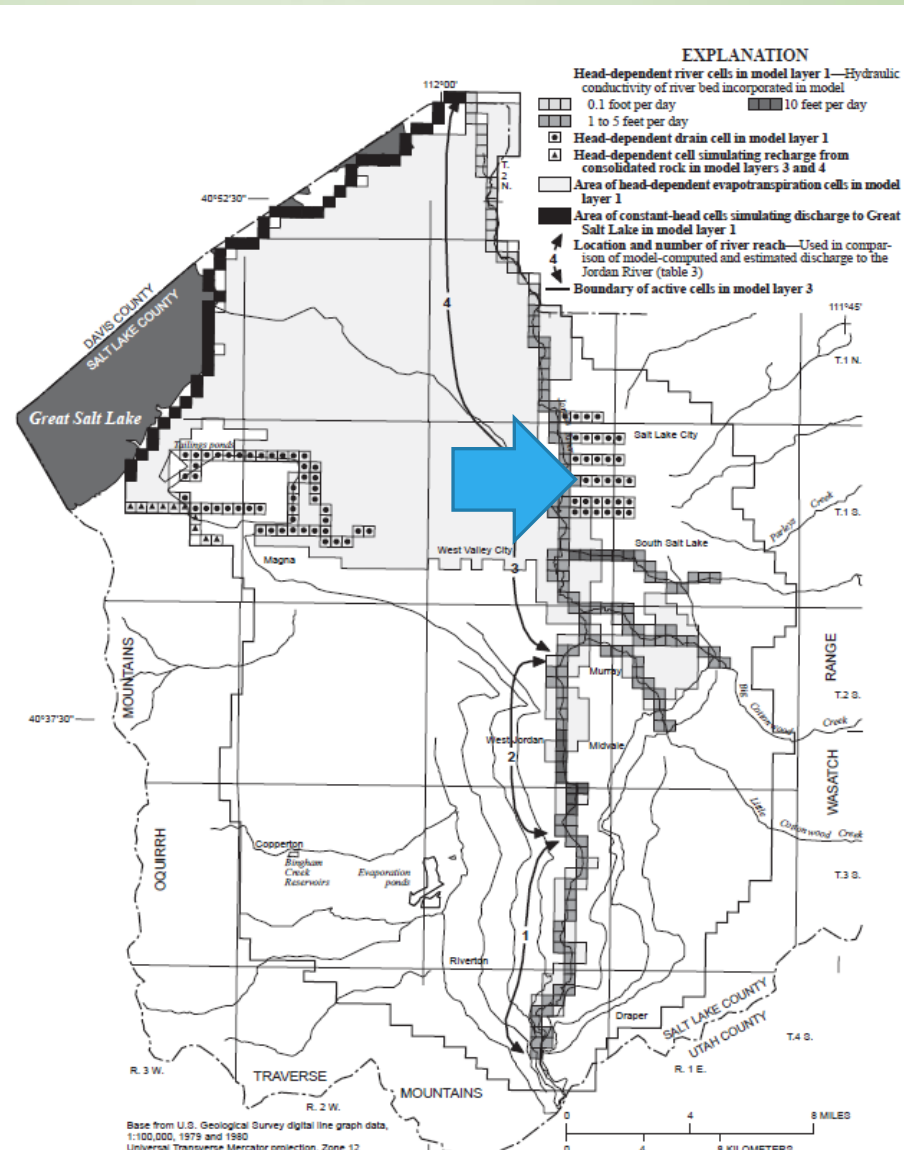 EXPLANATION
Head-dependent river cells in model layer 1—Hydraulic
conductivity of river bed incorporated in model
0.1 foot per day
10 feet per day
1 to 5 feet per day
Head-dependent drain cell in model layer 1
Head-dependent cell simulating recharge from
consolidated rock in model layers 3 and 4
Area of head-dependent evapotranspiration cells in model
layer 1
Area of constant-head cells simulating discharge to Great
Salt Lake in model layer 1
4
Location and number of river reach—Used in compar-
ison of model-computed and estimated discharge to the
Jordan River (table 3)
Boundary of active cells in model layer 3
112°00'
T.
2
N.
40°52'30"
111°45'
DAVIS COUNTY
SALT LAKE COUNTY
4
T.1 N.
Great Salt Lake
Tailings ponds
Salt Lake City
Parleys Creek
T.1 S.
South Salt Lake
West Valley City
Magna
3
MOUNTAINS
RANGE
Murray
T.2 S.
Big Cottonwood Creek
40°37'30"
West Jordan
Midvale
2
WASATCH
Little Cottonwood Creek
OQUIRRH
Copperton
Bingham
Creek
Reservoirs
Evaporation
ponds
T.3 S.
1
Riverton
Draper
SALT LAKE COUNTY
UTAH COUNTY
T.4 S.
R. 3 W.
TRAVERSE
MOUNTAINS
R. 1 E.
R. 2 W.
0 4 8 MILES
0 4 8 KILOMETERS
Base from U.S. Geological Survey digital line graph data,
1:100,000, 1979 and 1980
Universal Transverse Mercator projection, Zone 12